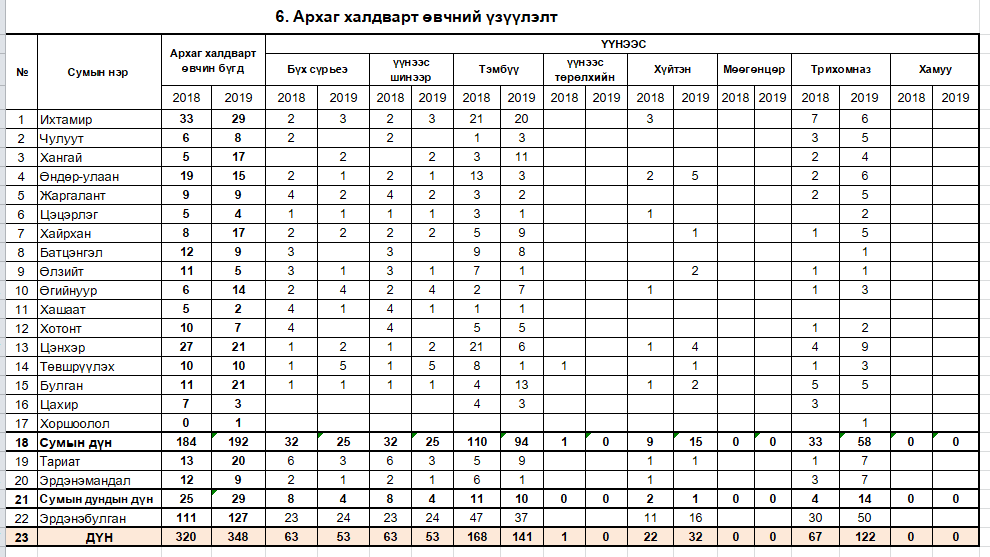 6. Архаг халдварт өвчний үзүүлэлт
№ Сумын нэр Архаг халдварт өвчин бүгд ҮҮНЭЭС
Бүх сүрьеэ үүнээс шинээр Тэмбүү үүнээс төрөлхийн Хүйтэн Мөөгөнцөр Трихомназ Хамуу
2018 2019 2018 2019 2018 2019 2018 2019 2018 2019 2018 2019 2018 2019 2018 2019 2018 2019
1 Ихтамир 33 29 2 3 2 3 21 20 3 7 6
2 Чулуут 6 8 2 2 1 3 3 5
3 Хангай 5 17 2 2 3 11 2 4
4 Өндөр-улаан 19 15 2 1 2 1 13 3 2 5 2 6
5 Жаргалант 9 9 4 2 4 2 3 2 2 5
6 Цэцэрлэг 5 4 1 1 1 1 3 1 1 2
7 Хайрхан 8 17 2 2 2 2 5 9 1 1 5
8 Батцэнгэл 12 9 3 3 9 8 1
9 Өлзийт 11 5 3 1 3 1 7 1 2 1 1
10 Өгийнуур 6 14 2 4 2 4 2 7 1 1 3
11 Хашаат 5 2 4 1 4 1 1 1
12 Хотонт 10 7 4 4 5 5 1 2
13 Цэнхэр 27 21 1 2 1 2 21 6 1 4 4 9
14 Төвшрүүлэх 10 10 1 5 1 5 8 1 1 1 1 3
15 Булган 11 21 1 1 1 1 4 13 1 2 5 5
16 Цахир 7 3 4 3 3
17 Хоршоолол 0 1 1
18 Сумын дүн 184 192 32 25 32 25 110 94 1 0 9 15 0 0 33 58 0 0
19 Тариат 13 20 6 3 6 3 5 9 1 1 1 7
20 Эрдэнэмандал 12 9 2 1 2 1 6 1 1 3 7
21 Сумын дундын дүн 25 29 8 4 8 4 11 10 0 0 2 1 0 0 4 14 0 0
22 Эрдэнэбулган 111 127 23 24 23 24 47 37 11 16 30 50
23 ДҮН 320 348 63 53 63 53 168 141 1 0 22 32 0 0 67 122 0 0